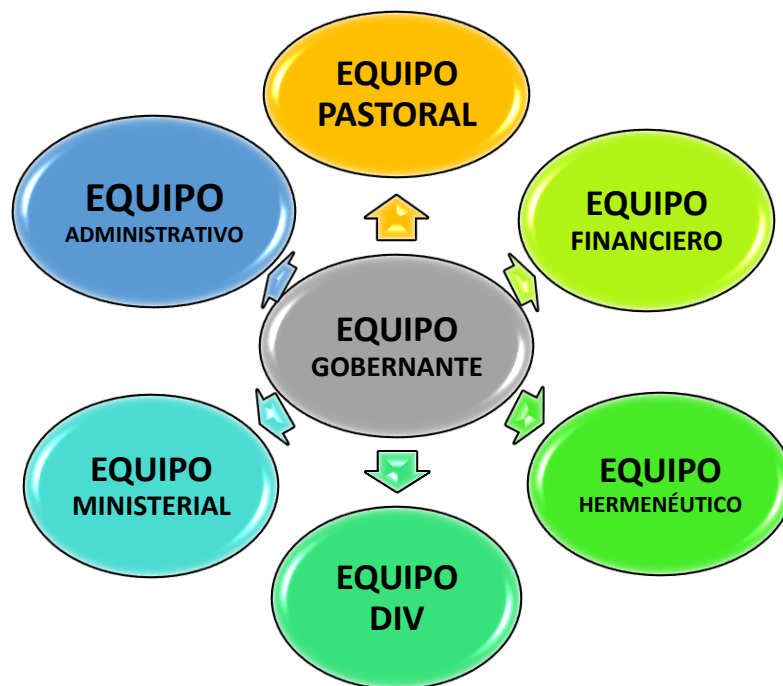 EQUIPO
PASTORAL
EQUIPO
ADMINISTRATIVO
EQUIPO
FINANCIERO
EQUIPO
GOBERNANTE
EQUIPO
MINISTERIAL
EQUIPO
HERMENÉUTICO
EQUIPO
DIV